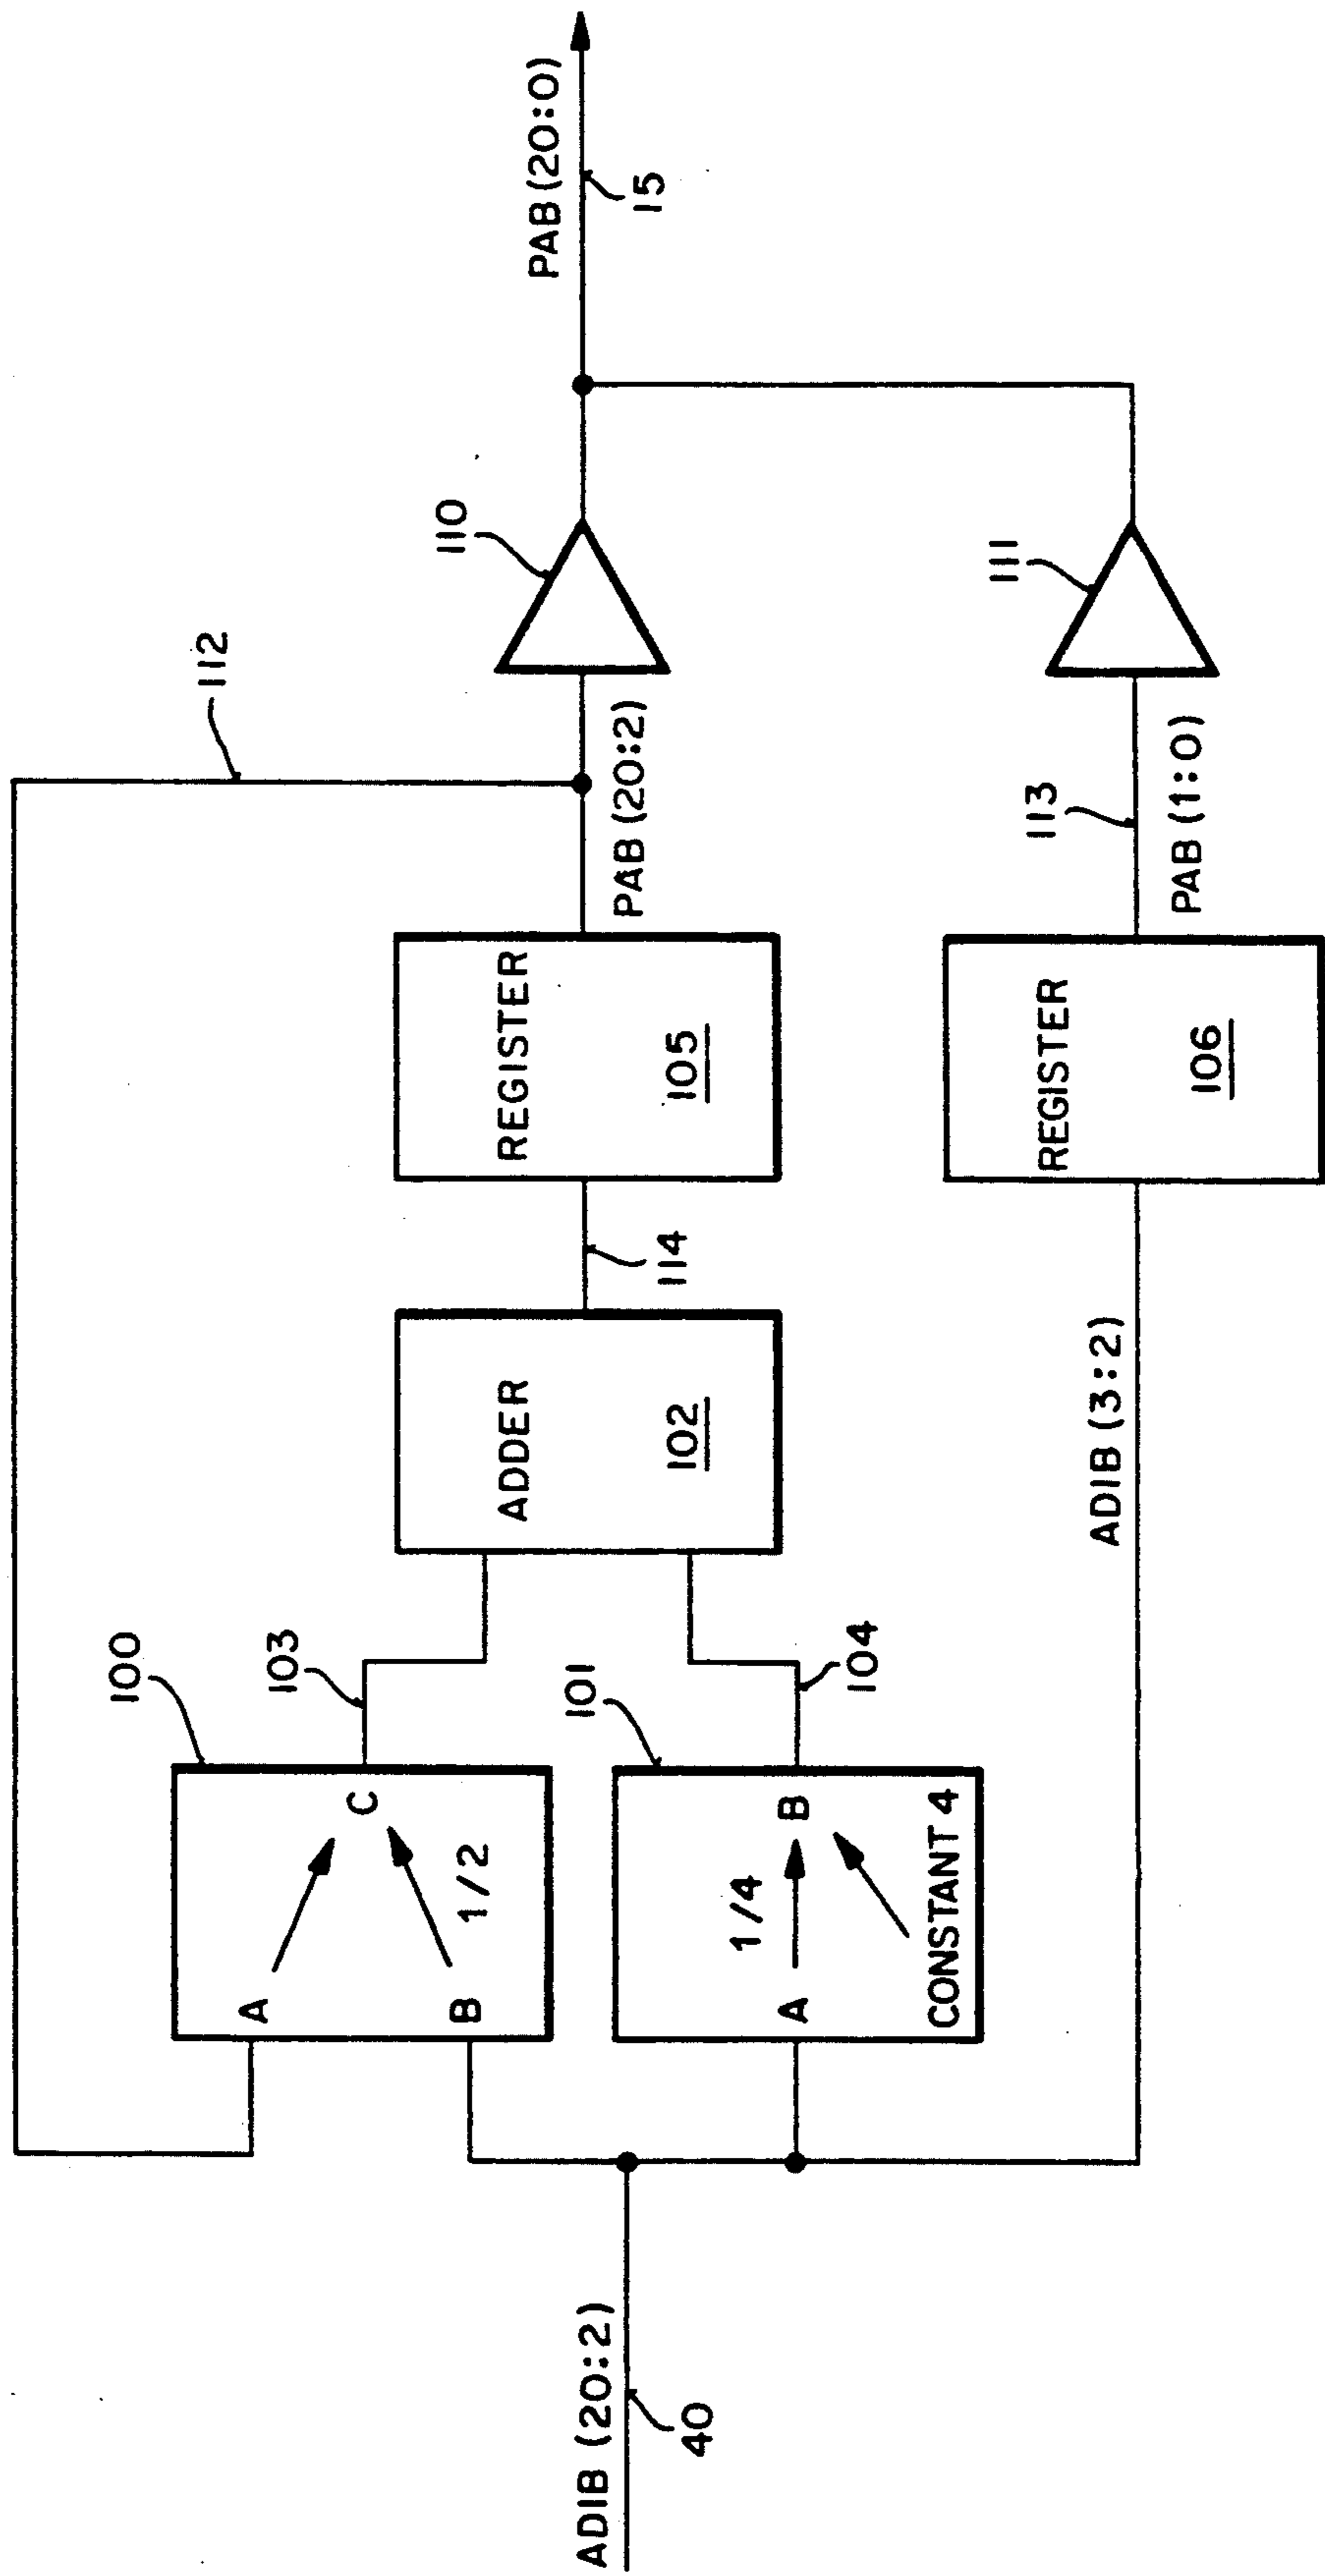 ADIB (20:2)
40
100
A
B
C
1/2
103
101
A
1/4
B
CONSTANT 4
104
ADDER
102
114
ADIB (3:2)
REGISTER
105
REGISTER
106
112
PAB (20:2)
113
PAB (1:0)
110
111
PAB (20:0)
15